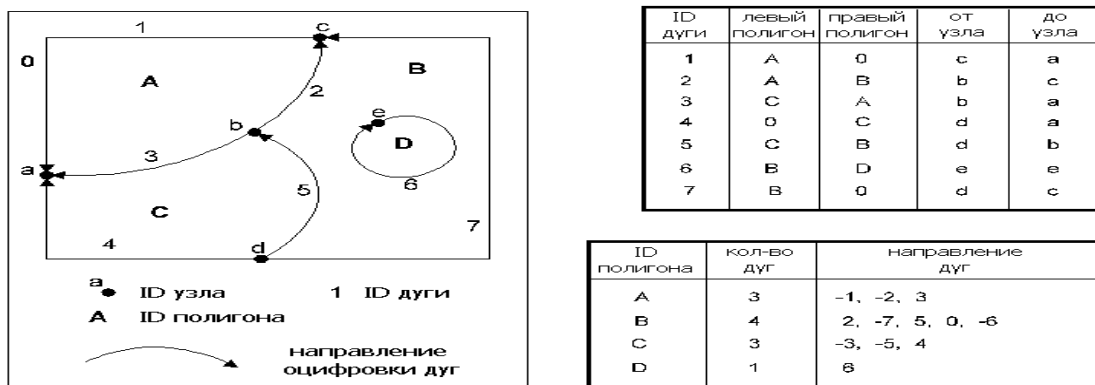 1 c
0
A B
2
e
b D
3
a 5 6
C 7
4 d
a ID узла 1 ID дуги
A ID полигона
направление
оцифровки дуг
ID левый правый от до
дуги полигон полигон узла узла
1 A 0 c a
2 A B b c
3 C A b a
4 0 C d a
5 C B d b
6 B D e e
7 B 0 d c
ID кол-во направление
полигона дуг дуг
A 3 -1, -2, 3
B 4 2, -7, 5, 0, -6
C 3 -3, -5, 4
D 1 6